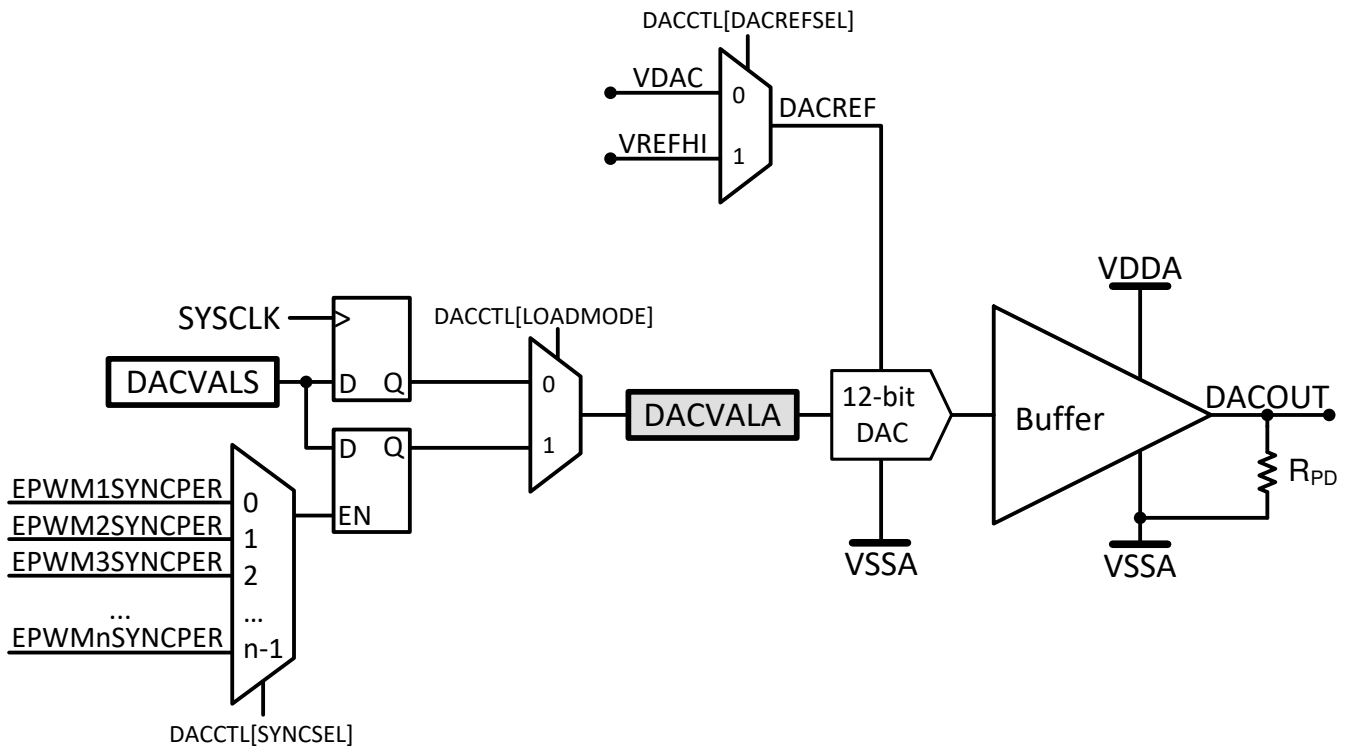 DACCTL[DACREFSEL]
VDAC
0
DACREF
VREFHI
1
VDDA
SYSCLK
>
DACCTL[LOADMODE]
DACVALS
D
Q
0
DACVALA
12-bit
DAC
Buffer
DACOUT
D
Q
1
RPD
EPWM1SYNCPER
0
EN
EPWM2SYNCPER
1
EPWM3SYNCPER
2
VSSA
VSSA
...
...
EPWMnSYNCPER
n-1
DACCTL[SYNCSEL]